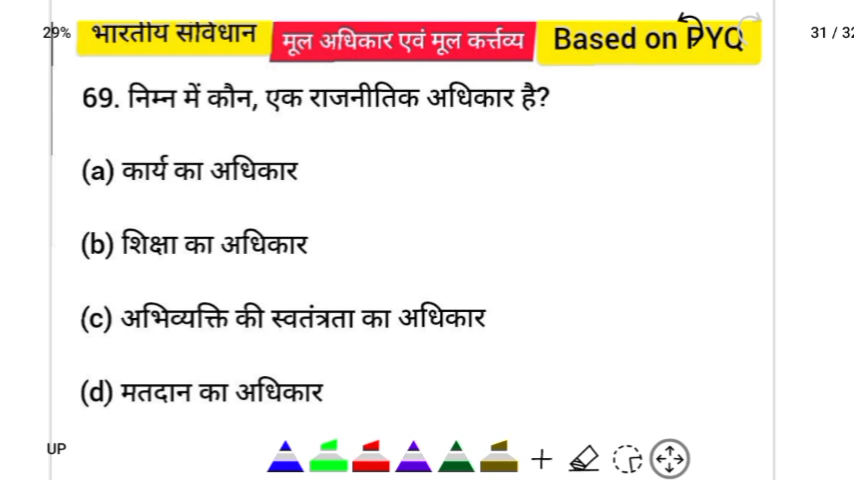 29%
भारतीय संविधान मूल अधिकार एवं मूल कर्त्तव्य Based on PYQ
31 / 32
69. निम्न में कौन, एक राजनीतिक अधिकार है?
(a) कार्य का अधिकार
(b) शिक्षा का अधिकार
(c) अभिव्यक्ति की स्वतंत्रता का अधिकार
(d) मतदान का अधिकार
UP